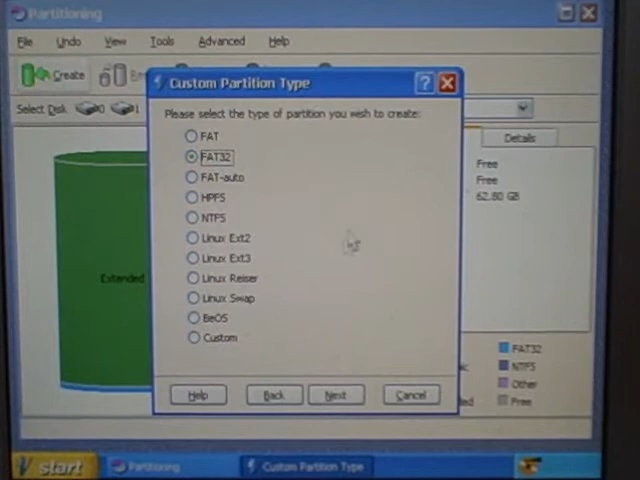 Partitioning
File Undo View Tools Advanced Help
Create
Select Disk 0 1
Custom Partition Type
Please select the type of partition you wish to create:
FAT
FAT32
FAT-auto
HPFS
NTFS
Linux Ext2
Linux Ext3
Linux Reiser
Linux Swap
BeOS
Custom
Help Back Next Cancel
Extended
Details
Free
Free
62.80 GB
FAT32
NTFS
Other
Free
start Partitioning Custom Partition Type